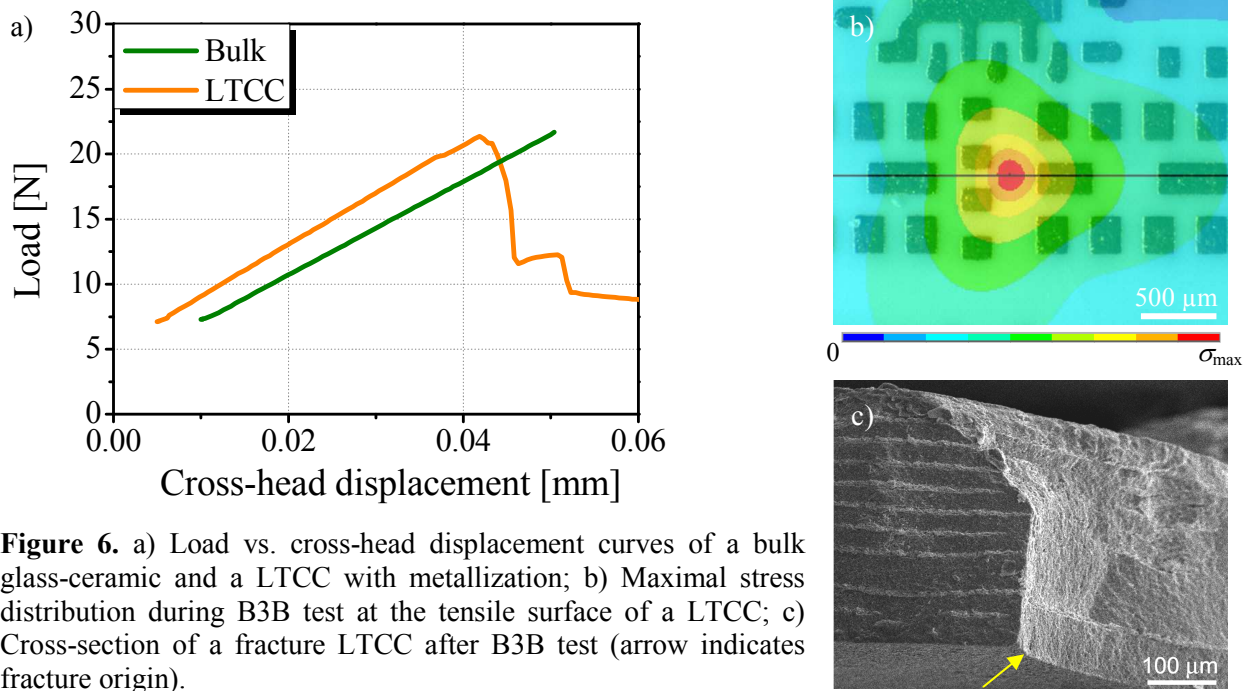 a)
30
25
20
15
10
5
0
Load [N]
Bulk
LTCC
0.00 0.02 0.04 0.06
Cross-head displacement [mm]
Figure 6. a) Load vs. cross-head displacement curves of a bulk
glass-ceramic and a LTCC with metallization; b) Maximal stress
distribution during B3B test at the tensile surface of a LTCC; c)
Cross-section of a fracture LTCC after B3B test (arrow indicates
fracture origin).
b)
500 µm
0 σmax
c)
100 µm